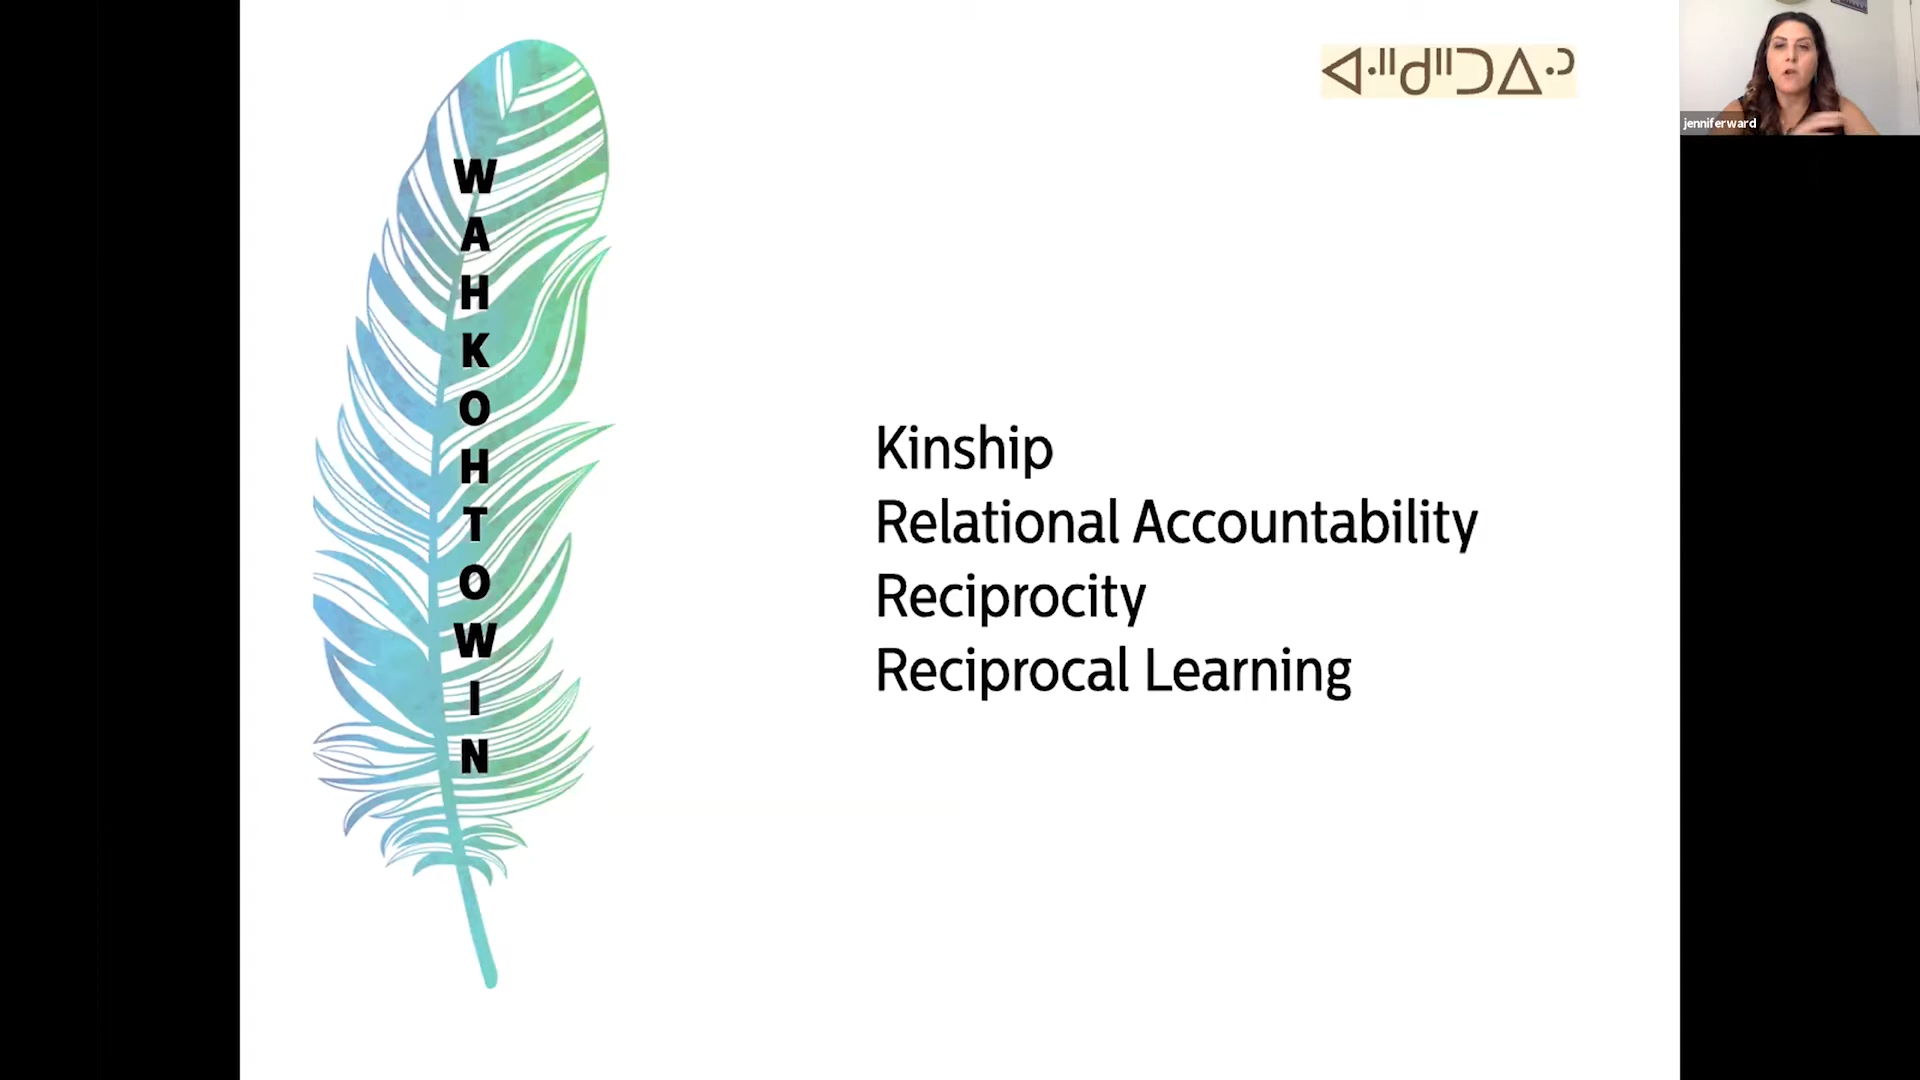 WAHKOHTOWIN
ᐊᐧᐦᑯᐦᑐᐃᐧᐣ
jenniferward
Kinship
Relational Accountability
Reciprocity
Reciprocal Learning